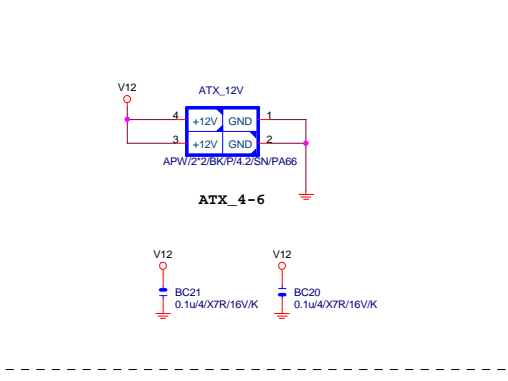 V12
ATX_12V
4 +12V GND 1
3 +12V GND 2
APW/2*2/BK/P/4.2/SN/PA66
ATX_4-6
V12 V12
BC21 BC20
0.1u/4/X7R/16V/K 0.1u/4/X7R/16V/K